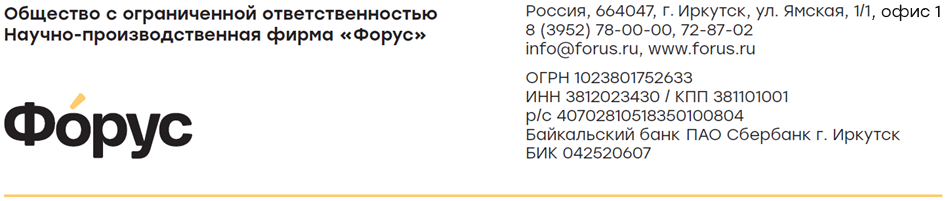 Общество с ограниченной ответственностью
Научно-производственная фирма «Форус»
Фо́рус
Россия, 664047, г. Иркутск, ул. Ямская, 1/1, офис 1
8 (3952) 78-00-00, 72-87-02
info@forus.ru, www.forus.ru
ОГРН 1023801752633
ИНН 3812023430 / КПП 381101001
р/с 40702810518350100804
Байкальский банк ПАО Сбербанк г. Иркутск
БИК 042520607